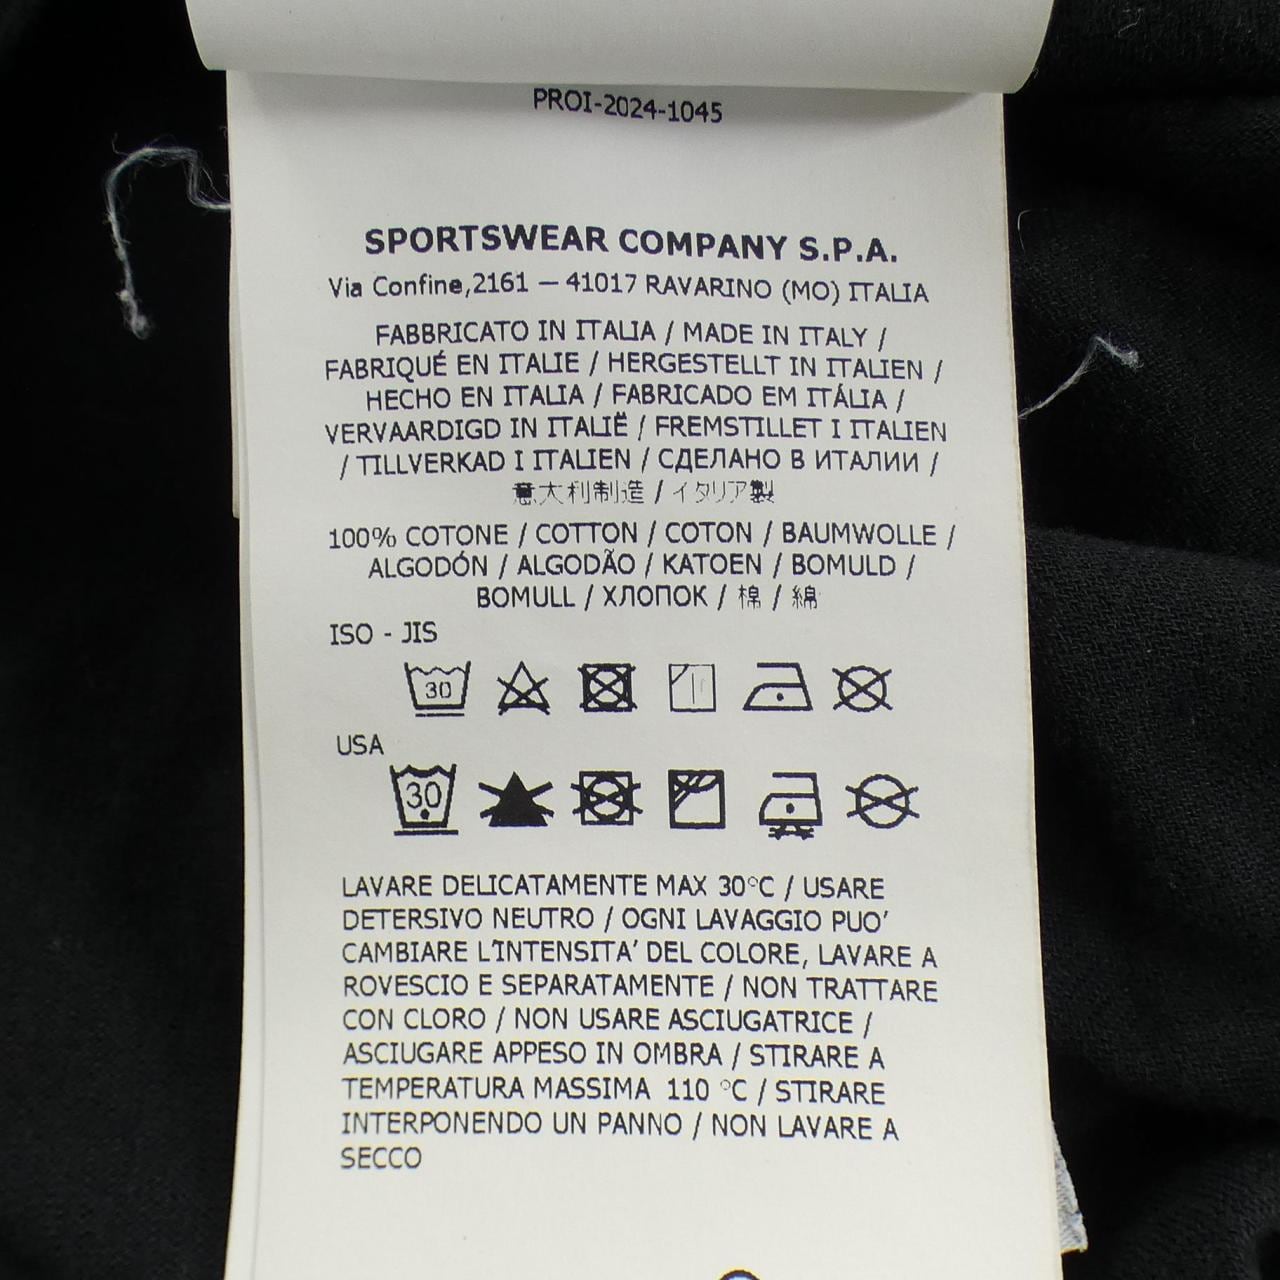 PROI-2024-1045
SPORTSWEAR COMPANY S.P.A.
Via Confine,2161 – 41017 RAVARINO (MO) ITALIA
FABBRICATO IN ITALIA / MADE IN ITALY /
FABRIQUÉ EN ITALIE / HERGESTELLT IN ITALIEN /
HECHO EN ITALIA / FABRICADO EM ITÁLIA /
VERVAARDIGD IN ITALIË / FREMSTILLET I ITALIEN
/ TILLVERKAD I ITALIEN / СДЕЛАНО В ИТАЛИИ /
意大利制造 / イタリア製
100% COTONE / COTTON / COTON / BAUMWOLLE /
ALGODÓN / ALGODÃO / KATOEN / BOMULD /
BOMULL / ХЛОПОК / 棉 / 綿
ISO - JIS
30
USA
30
LAVARE DELICATAMENTE MAX 30°C / USARE
DETERSIVO NEUTRO / OGNI LAVAGGIO PUO'
CAMBIARE L'INTENSITA' DEL COLORE, LAVARE A
ROVESCIO E SEPARATAMENTE / NON TRATTARE
CON CLORO / NON USARE ASCIUGATRICE /
ASCIUGARE APPESO IN OMBRA / STIRARE A
TEMPERATURA MASSIMA 110 °C / STIRARE
INTERPONENDO UN PANNO / NON LAVARE A
SECCO